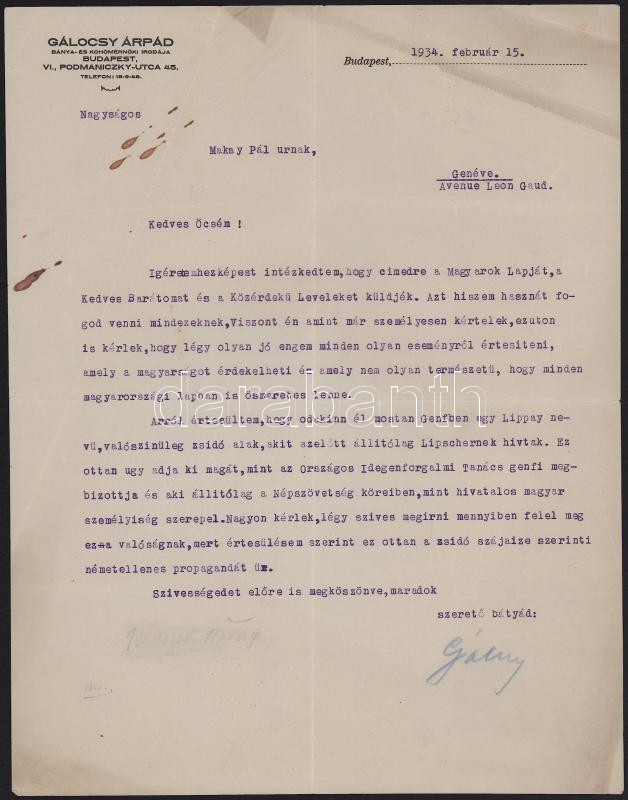 GÁLOCSY ÁRPÁD
BÁNYA- ÉS KOHÓMÉRNÖKI IRODÁJA
BUDAPEST,
VI., PODMANICZKY-UTCA 45.
TELEFON: 18-9-46.
Budapest, 1934. február 15.
Nagyságos
Makay Pál urnak,
Genéve.
Avenue Leon Gaud.
Kedves Öcsém !
Igéretemhezképest intézkedtem,hogy cimedre a Magyarok Lapját,a
Kedves Barátomat és a Közérdekü Leveleket küldjék. Azt hiszem hasznát fo-
god venni mindezeknek,Viszont én amint már személyesen kértelek,ezuton
is kérlek,hogy légy olyan jó engem minden olyan eseményről értesiteni,
amely a magyarságot érdekelheti és amely nem olyan természetü, hogy minden
magyarországi lapban is
Arról értesültem,hogy odakinn él mostan Genfben egy Lippay ne-
vü,valószinüleg zsidó alak,akit azelőtt állitólag Lipschernek hivtak. Ez
ottan ugy adja ki magát,mint az Országos Idegenforgalmi Tanács genfi meg-
bizottja és aki állitólag a Népszövetség köreiben,mint hivatalos magyar
személyiség szerepel.Nagyon kérlek,légy szives megirni mennyiben felel meg
ez a valóságnak,mert értesülésem szerint ez ottan a zsidó szájaize szerinti
németellenes propagandát üz.
Szivességedet előre is megköszönve,maradok
szerető bátyád:
darabanth